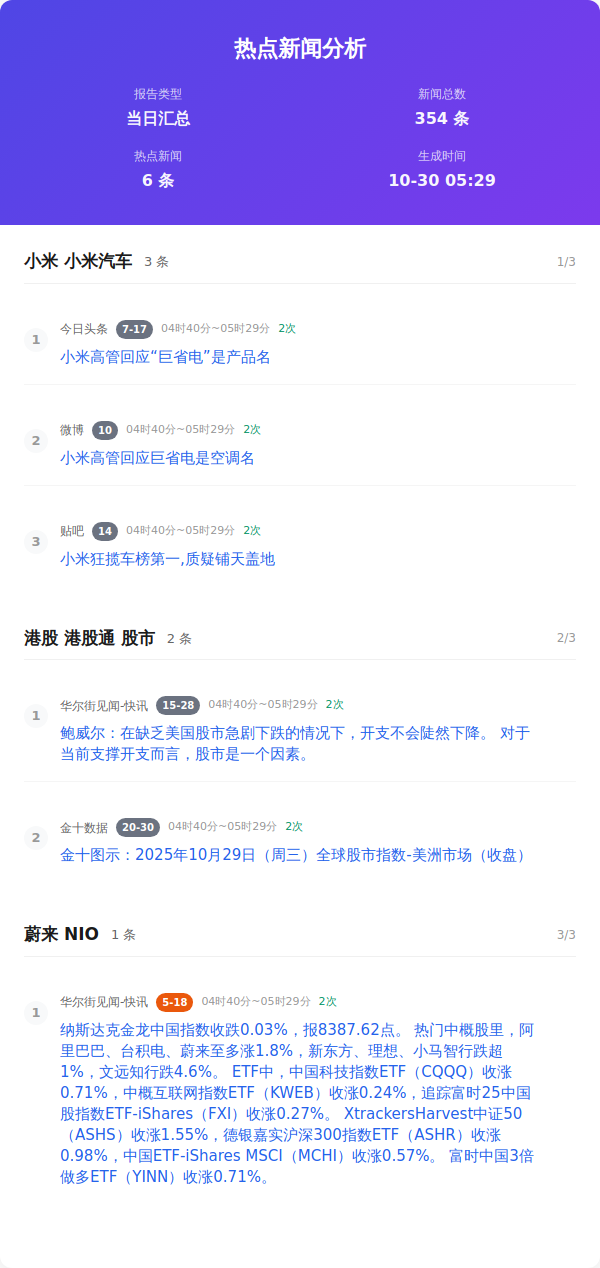 热点新闻分析
报告类型
当日汇总
新闻总数
354 条
热点新闻
6 条
生成时间
10-30 05:29
小米 小米汽车 3 条 1/3
1 今日头条 7-17 04时40分~05时29分 2次
小米高管回应“巨省电”是产品名
2 微博 10 04时40分~05时29分 2次
小米高管回应巨省电是空调名
3 贴吧 14 04时40分~05时29分 2次
小米狂揽车榜第一,质疑铺天盖地
港股 港股通 股市 2 条 2/3
1 华尔街见闻-快讯 15-28 04时40分~05时29分 2次
鲍威尔：在缺乏美国股市急剧下跌的情况下，开支不会陡然下降。 对于
当前支撑开支而言，股市是一个因素。
2 金十数据 20-30 04时40分~05时29分 2次
金十图示：2025年10月29日（周三）全球股市指数-美洲市场（收盘）
蔚来 NIO 1 条 3/3
1 华尔街见闻-快讯 5-18 04时40分~05时29分 2次
纳斯达克金龙中国指数收跌0.03%，报8387.62点。 热门中概股里，阿
里巴巴、台积电、蔚来至多涨1.8%，新东方、理想、小马智行跌超
1%，文远知行跌4.6%。 ETF中，中国科技指数ETF（CQQQ）收涨
0.71%，中概互联网指数ETF（KWEB）收涨0.24%，追踪富时25中国
股指数ETF-iShares（FXI）收涨0.27%。 XtrackersHarvest中证50
（ASHS）收涨1.55%，德银嘉实沪深300指数ETF（ASHR）收涨
0.98%，中国ETF-iShares MSCI（MCHI）收涨0.57%。 富时中国3倍
做多ETF（YINN）收涨0.71%。